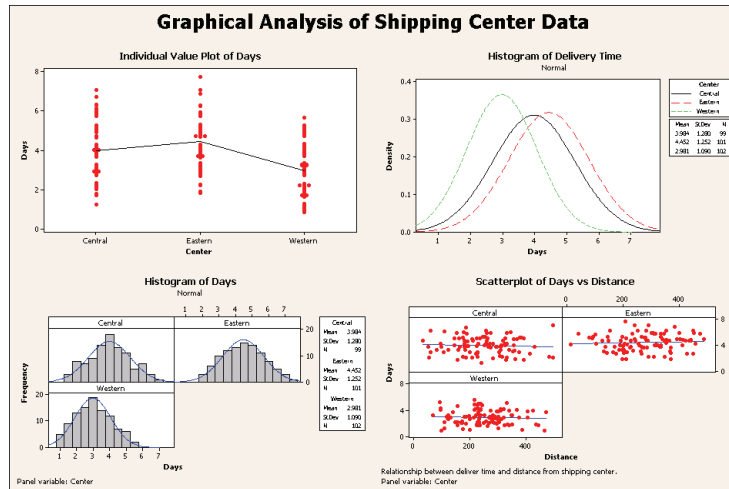 Graphical Analysis of Shipping Center Data
Individual Value Plot of Days
8
6
4
2
0
Days
Central
Eastern
Western
Center
Histogram of Delivery Time
Normal
0.4
0.3
0.2
0.1
0.0
Density
1 2 3 4 5 6 7
Days
Center
Central
Eastern
Western
Mean StDev N
3.984 1.280 99
4.452 1.252 101
2.981 1.090 102
Histogram of Days
Normal
1 2 3 4 5 6 7
Central
Eastern
20
10
0
Western
20
10
0
Frequency
1 2 3 4 5 6 7
Days
Central
Mean 3.984
StDev 1.280
N 99
Eastern
Mean 4.452
StDev 1.252
N 101
Western
Mean 2.981
StDev 1.090
N 102
Panel variable: Center
Scatterplot of Days vs Distance
0 200 400
Central
Eastern
8
4
0
Western
8
4
0
Days
0 200 400
Distance
Relationship between deliver time and distance from shipping center.
Panel variable: Center